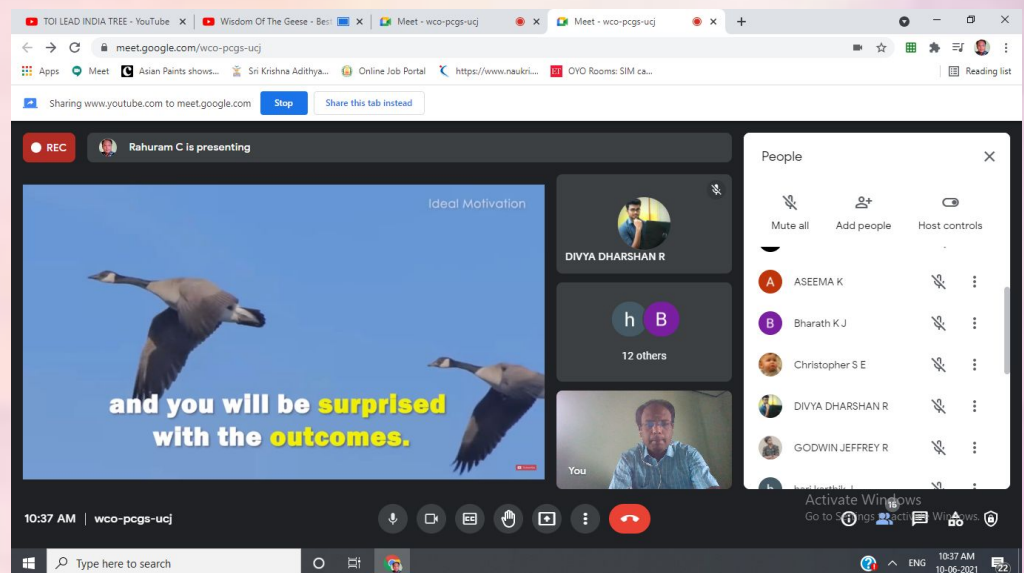 TOI LEAD INDIA TREE - YouTube
Wisdom Of The Geese - Best
Meet - wco-pcgs-ucj
Meet - wco-pcgs-ucj
meet.google.com/wco-pcgs-ucj
Apps
Meet
Asian Paints shows...
Sri Krishna Adithya...
Online Job Portal
https://www.naukri....
OYO Rooms: SIM ca...
Reading list
Sharing www.youtube.com to meet.google.com
Stop
Share this tab instead
REC
Rahuram C is presenting
Ideal Motivation
and you will be surprised
with the outcomes.
DIVYA DHARSHAN R
h B
12 others
You
People
Mute all
Add people
Host controls
A ASEEMA K
B Bharath K J
Christopher S E
DIVYA DHARSHAN R
GODWIN JEFFREY R
Activate Windows
Go to Settings to activate Windows.
10:37 AM | wco-pcgs-ucj
16
Type here to search
ENG
10:37 AM
10-06-2021
22